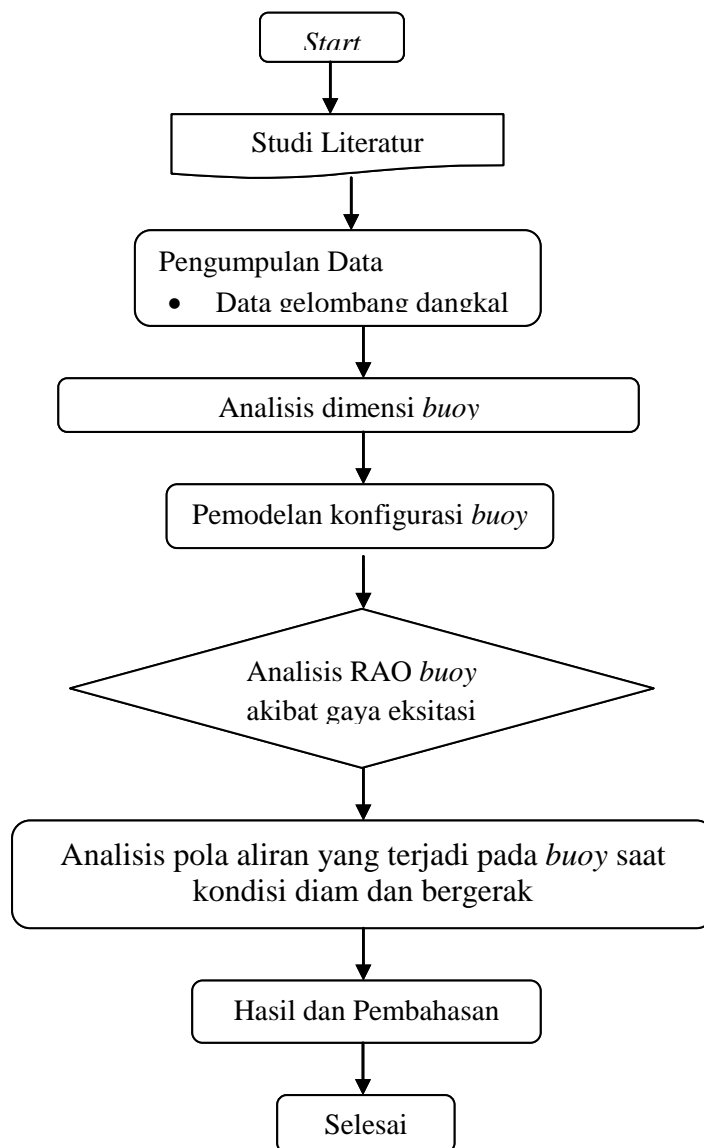 Start
Studi Literatur
Pengumpulan Data
• Data gelombang dangkal
Analisis dimensi buoy
Pemodelan konfigurasi buoy
Analisis RAO buoy
akibat gaya eksitasi
Analisis pola aliran yang terjadi pada buoy saat
kondisi diam dan bergerak
Hasil dan Pembahasan
Selesai